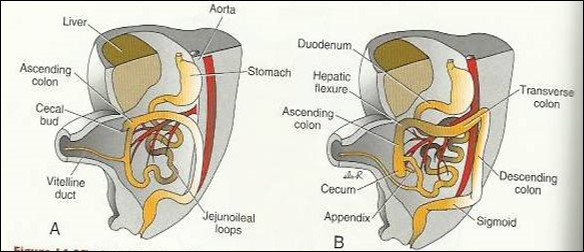 Liver
Aorta
Ascending
colon
Stomach
Cecal
bud
Vitelline
duct
Jejunoileal
loops
A
Duodenum
Hepatic
flexure
Transverse
colon
Ascending
colon
Descending
colon
Cecum
Appendix
Sigmoid
B